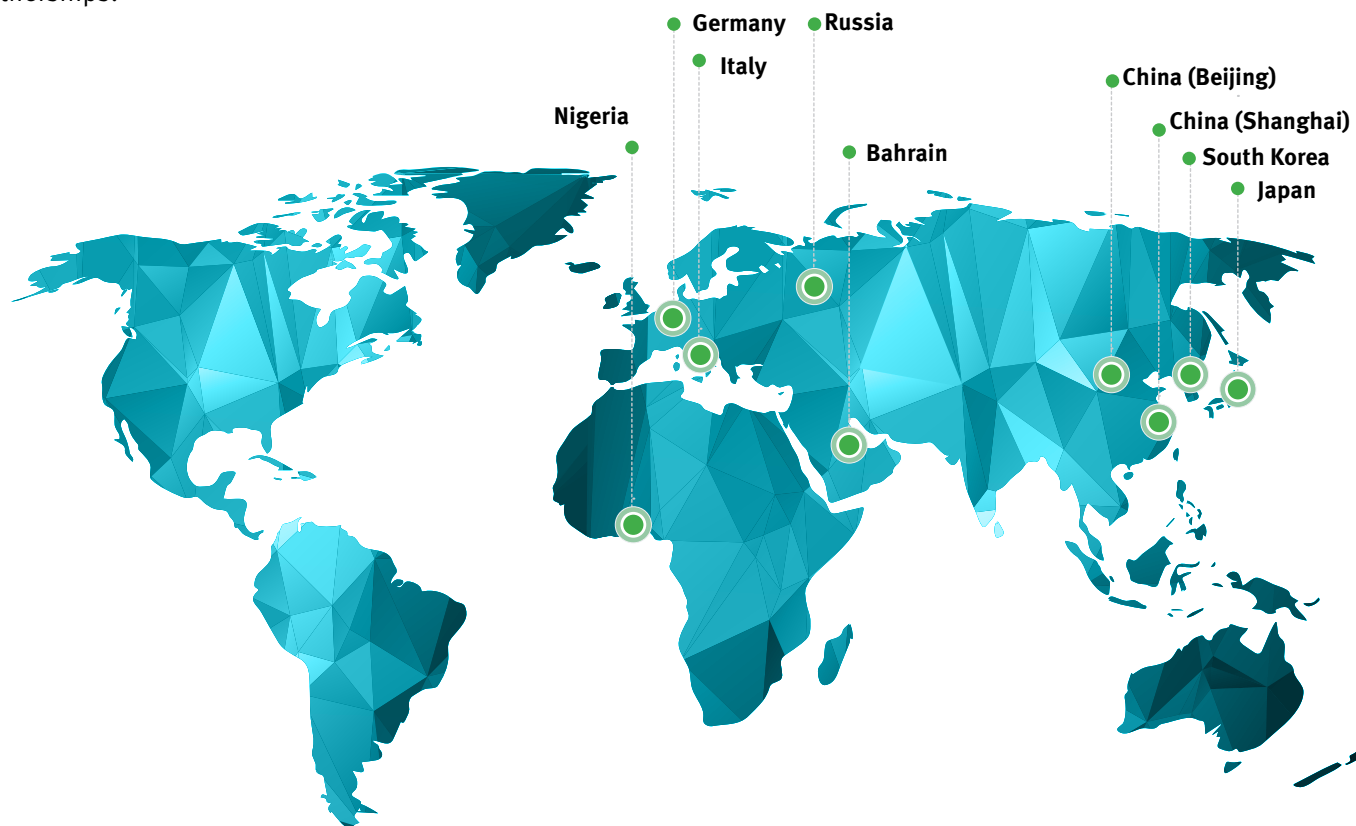 Germany
Russia
Italy
China (Beijing)
Nigeria
China (Shanghai)
Bahrain
South Korea
Japan